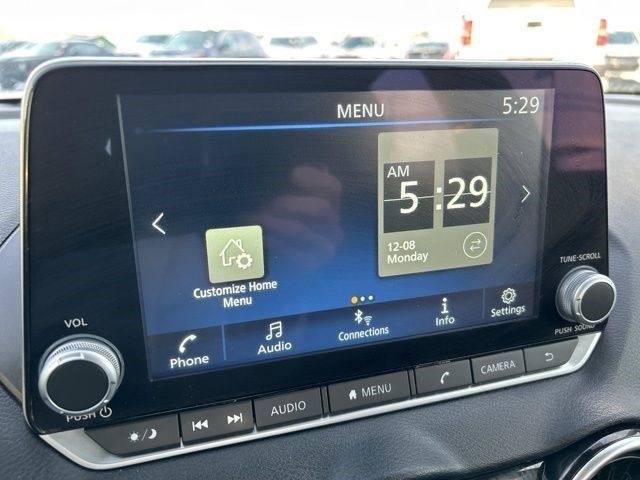 MENU
5:29
AM
5:29
12-08
Monday
Customize Home
Menu
Phone
Audio
Connections
Info
Settings
VOL
PUSH
TUNE·SCROLL
PUSH SOUND
AUDIO
MENU
CAMERA